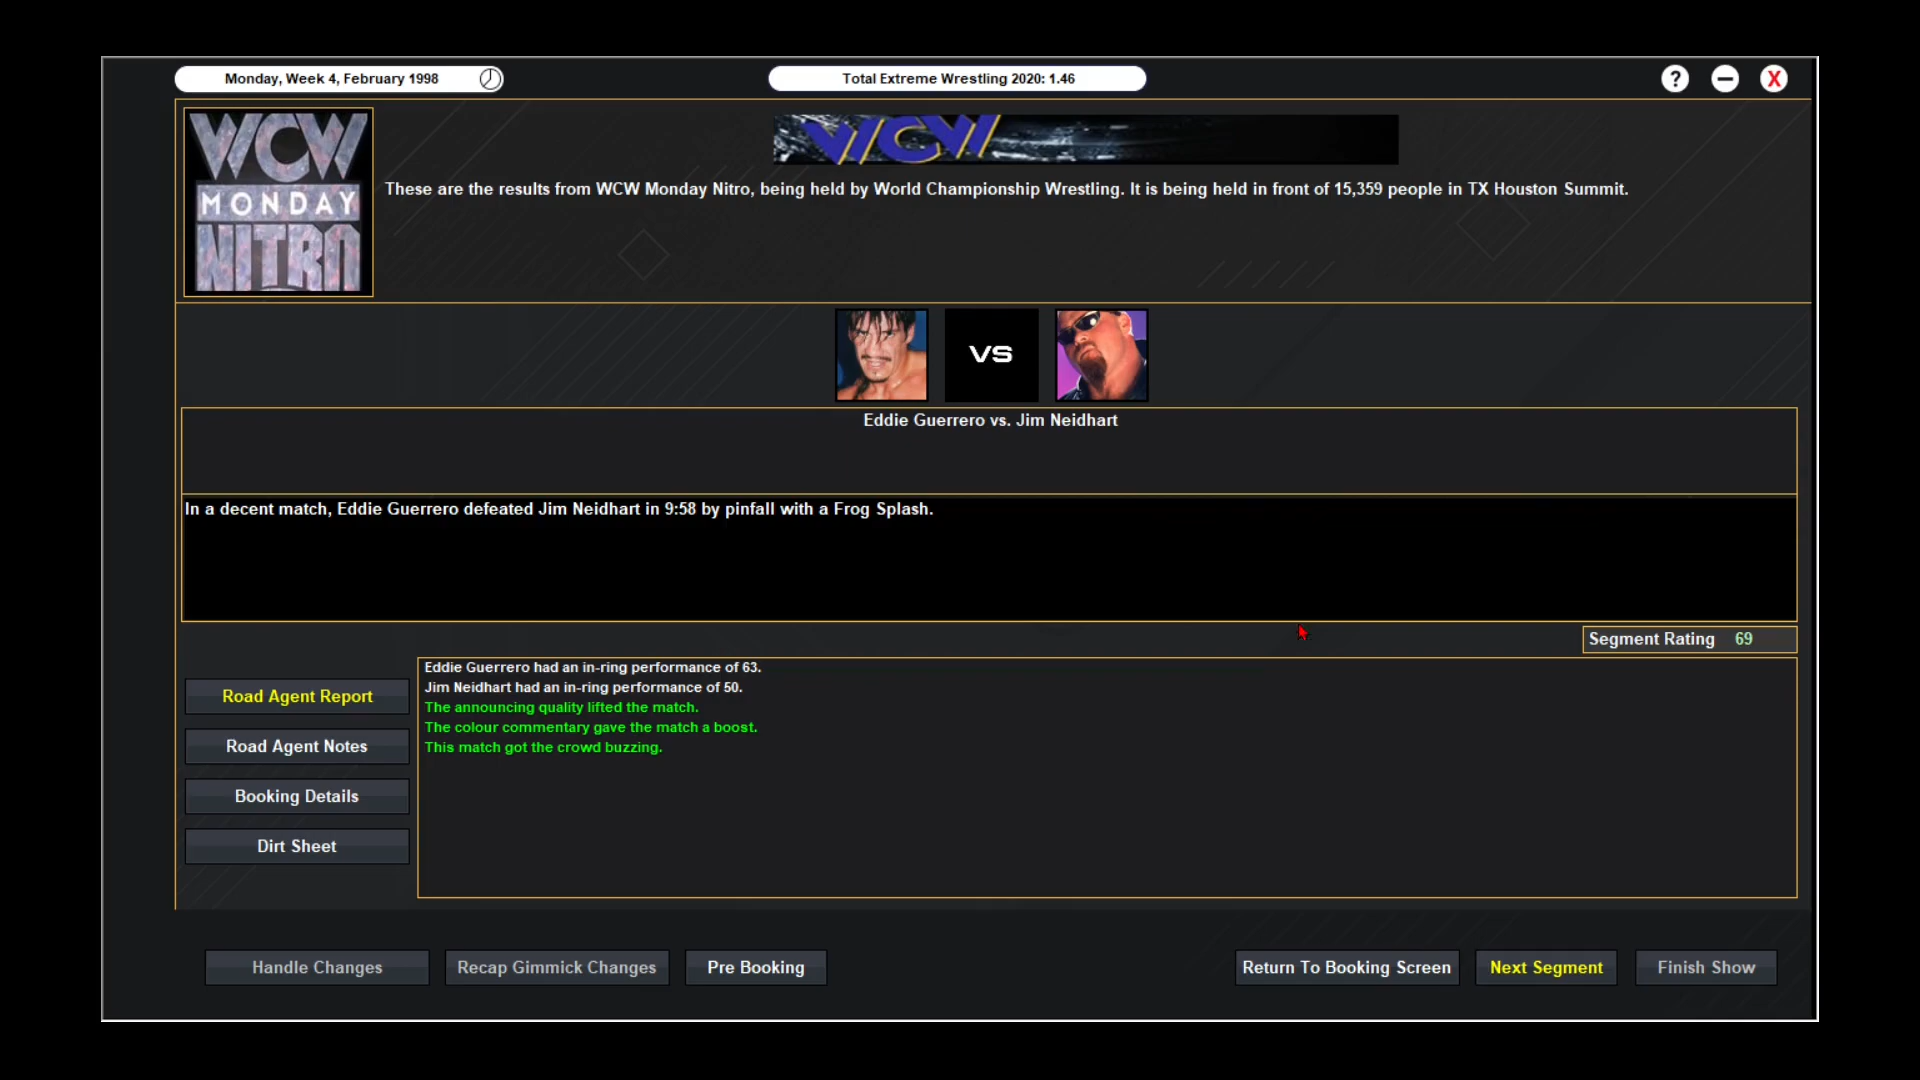 Monday, Week 4, February 1998
Total Extreme Wrestling 2020: 1.46
?
X
WCW
MONDAY
NITRO
WCW
These are the results from WCW Monday Nitro, being held by World Championship Wrestling. It is being held in front of 15,359 people in TX Houston Summit.
VS
Eddie Guerrero vs. Jim Neidhart
In a decent match, Eddie Guerrero defeated Jim Neidhart in 9:58 by pinfall with a Frog Splash.
Segment Rating 69
Road Agent Report
Road Agent Notes
Booking Details
Dirt Sheet
Eddie Guerrero had an in-ring performance of 63.
Jim Neidhart had an in-ring performance of 50.
The announcing quality lifted the match.
The colour commentary gave the match a boost.
This match got the crowd buzzing.
Handle Changes
Recap Gimmick Changes
Pre Booking
Return To Booking Screen
Next Segment
Finish Show